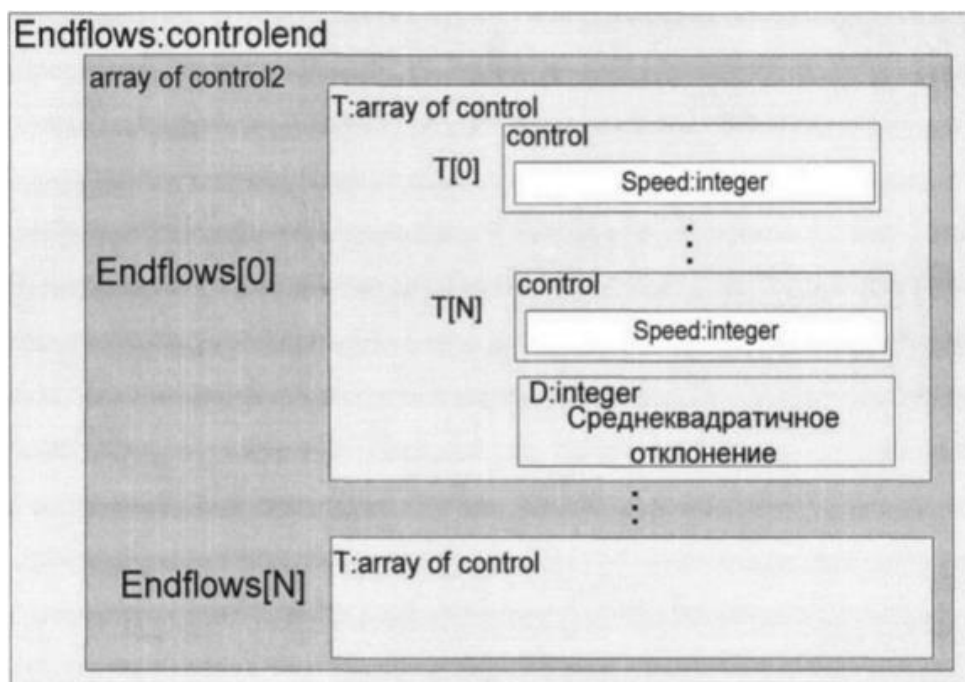 Endflows:controlend
array of control2
T:array of control
control
T[0]
Speed:integer
Endflows[0]
control
T[N]
Speed:integer
D:integer
Среднеквадратичное
отклонение
T:array of control
Endflows[N]